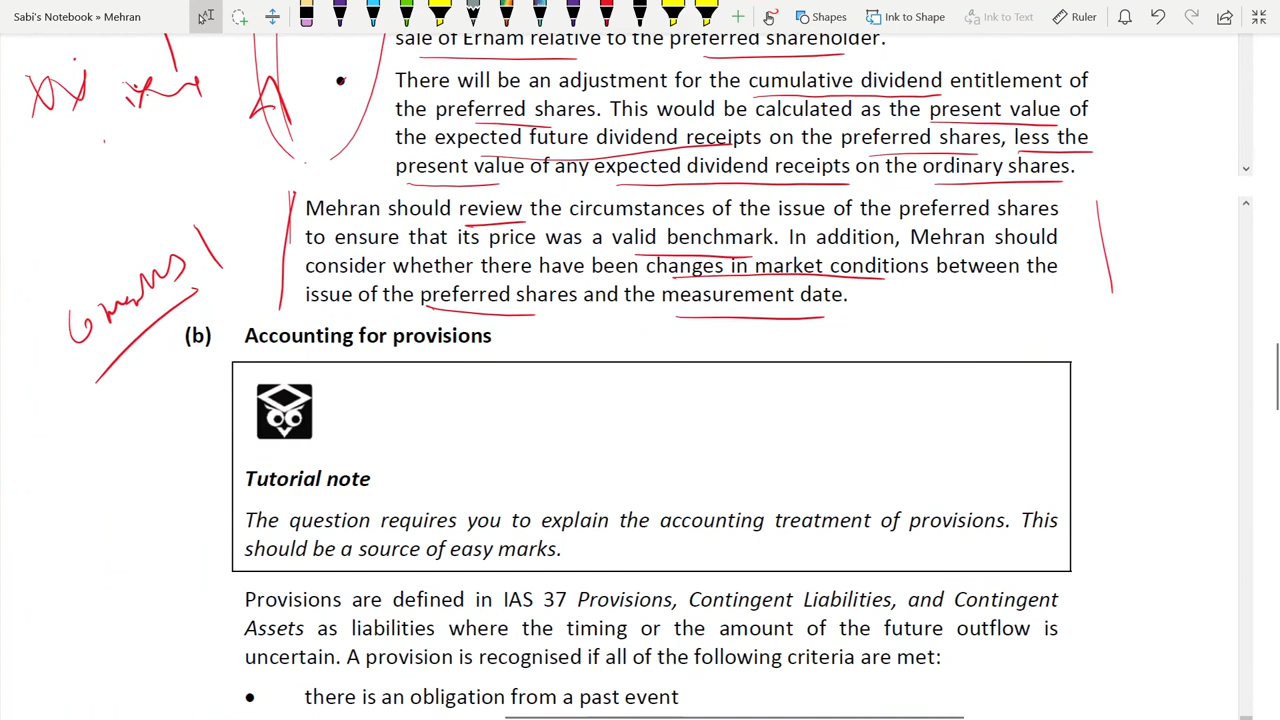 Sabi's Notebook » Mehran
Shapes
Ink to Shape
Ink to Text
Ruler
sale of Erham relative to the preferred shareholder.
There will be an adjustment for the cumulative dividend entitlement of
the preferred shares. This would be calculated as the present value of
the expected future dividend receipts on the preferred shares, less the
present value of any expected dividend receipts on the ordinary shares.
Mehran should review the circumstances of the issue of the preferred shares
to ensure that its price was a valid benchmark. In addition, Mehran should
consider whether there have been changes in market conditions between the
issue of the preferred shares and the measurement date.
6 marks
(b) Accounting for provisions
Tutorial note
The question requires you to explain the accounting treatment of provisions. This
should be a source of easy marks.
Provisions are defined in IAS 37 Provisions, Contingent Liabilities, and Contingent
Assets as liabilities where the timing or the amount of the future outflow is
uncertain. A provision is recognised if all of the following criteria are met:
• there is an obligation from a past event